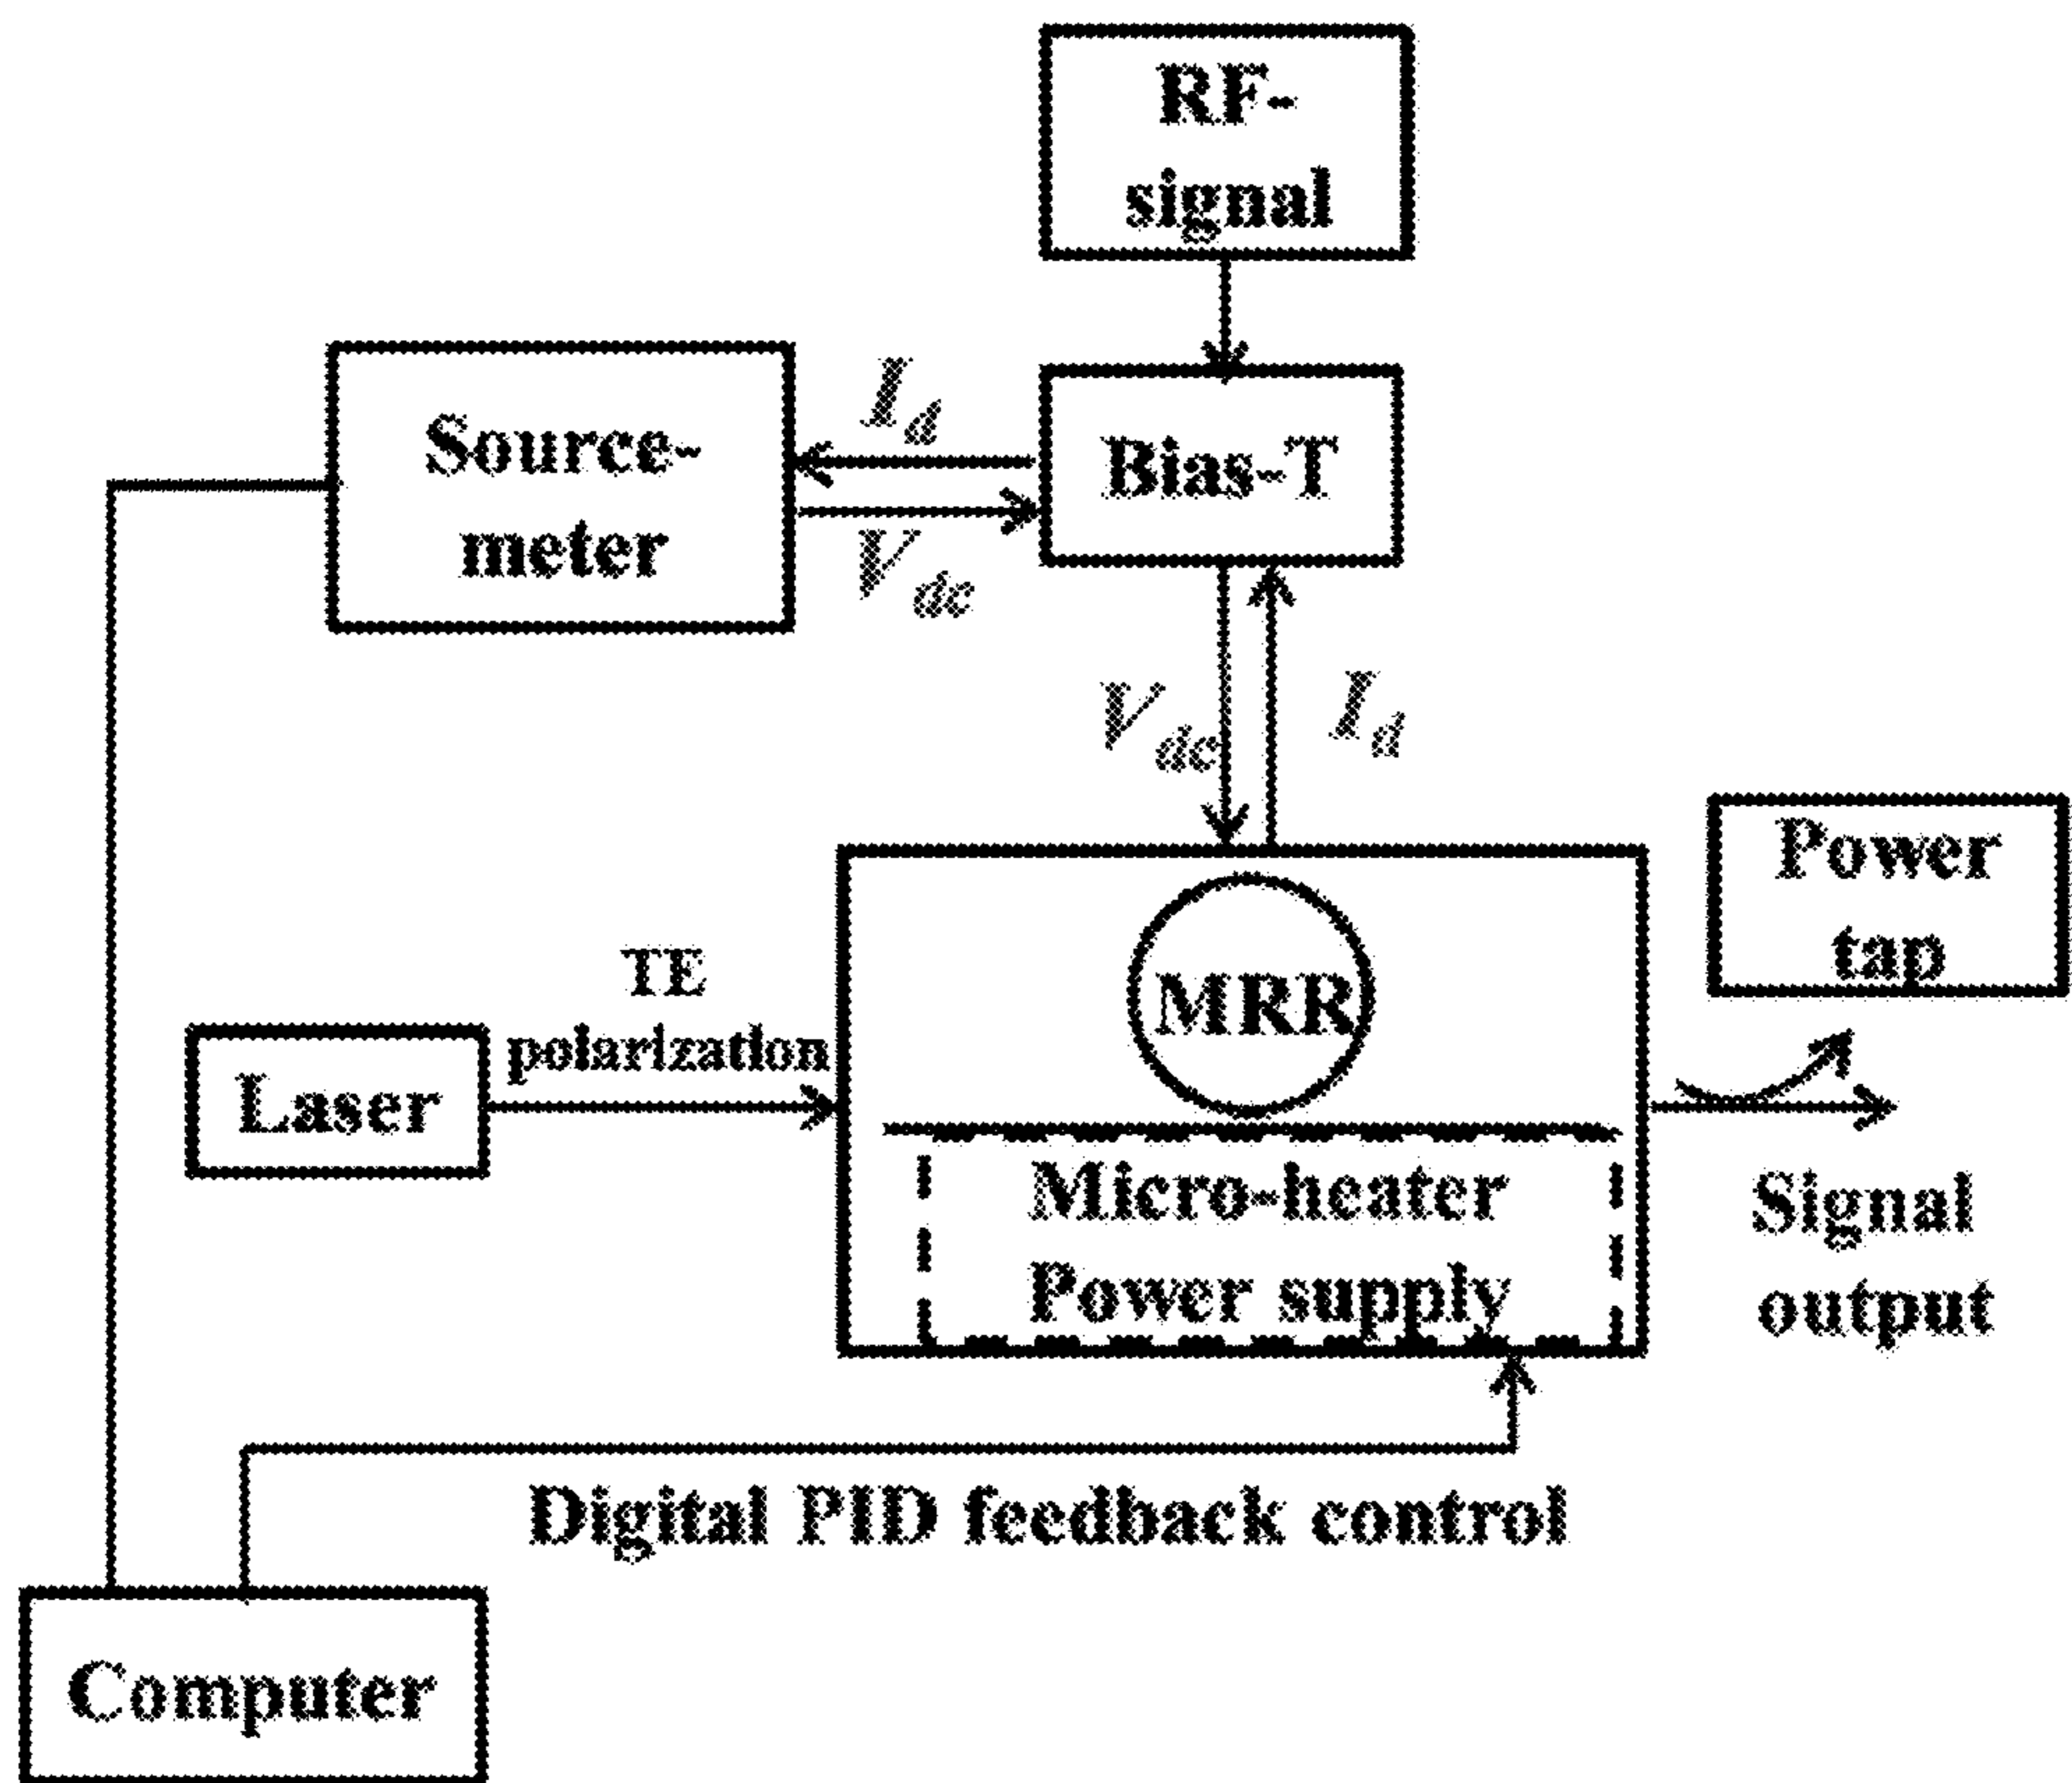 RF-
signal
Source-
meter
I_d
V_dc
Bias-T
V_dc
I_d
Power
tap
TE
polarization
Laser
MRR
Micro-heater
Power supply
Signal
output
Digital PID feedback control
Computer